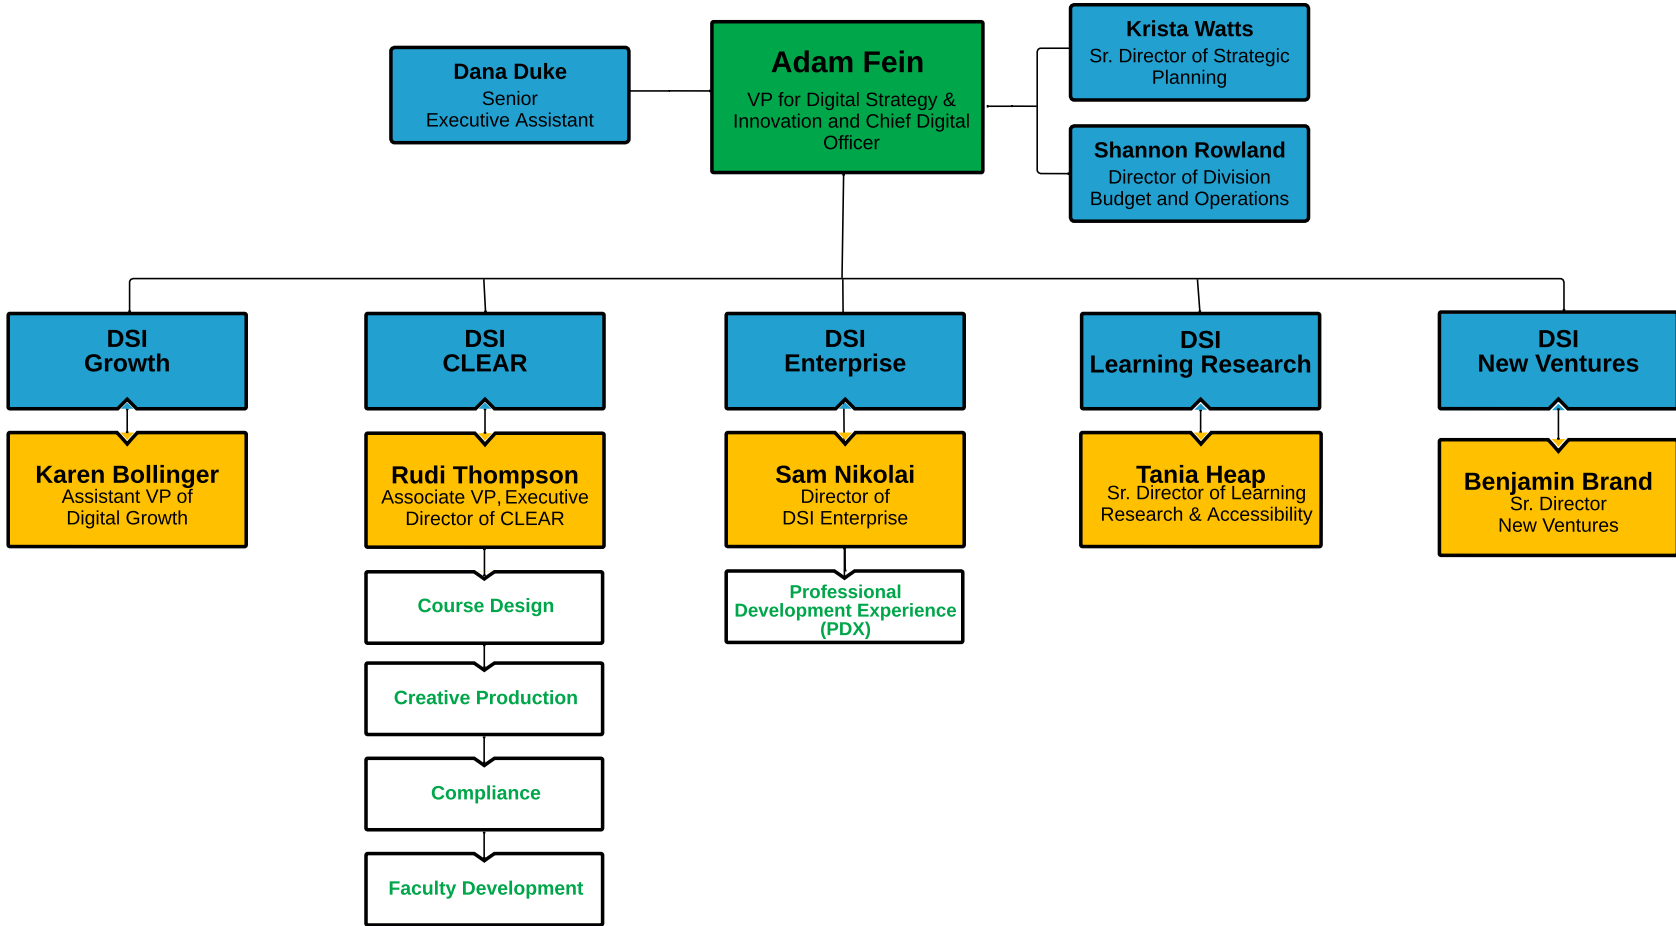 Dana Duke
Senior
Executive Assistant
Adam Fein
VP for Digital Strategy &
Innovation and Chief Digital
Officer
Krista Watts
Sr. Director of Strategic
Planning
Shannon Rowland
Director of Division
Budget and Operations
DSI
Growth
DSI
CLEAR
DSI
Enterprise
DSI
Learning Research
DSI
New Ventures
Karen Bollinger
Assistant VP of
Digital Growth
Rudi Thompson
Associate VP, Executive
Director of CLEAR
Sam Nikolai
Director of
DSI Enterprise
Tania Heap
Sr. Director of Learning
Research & Accessibility
Benjamin Brand
Sr. Director
New Ventures
Course Design
Creative Production
Compliance
Faculty Development
Professional
Development Experience
(PDX)